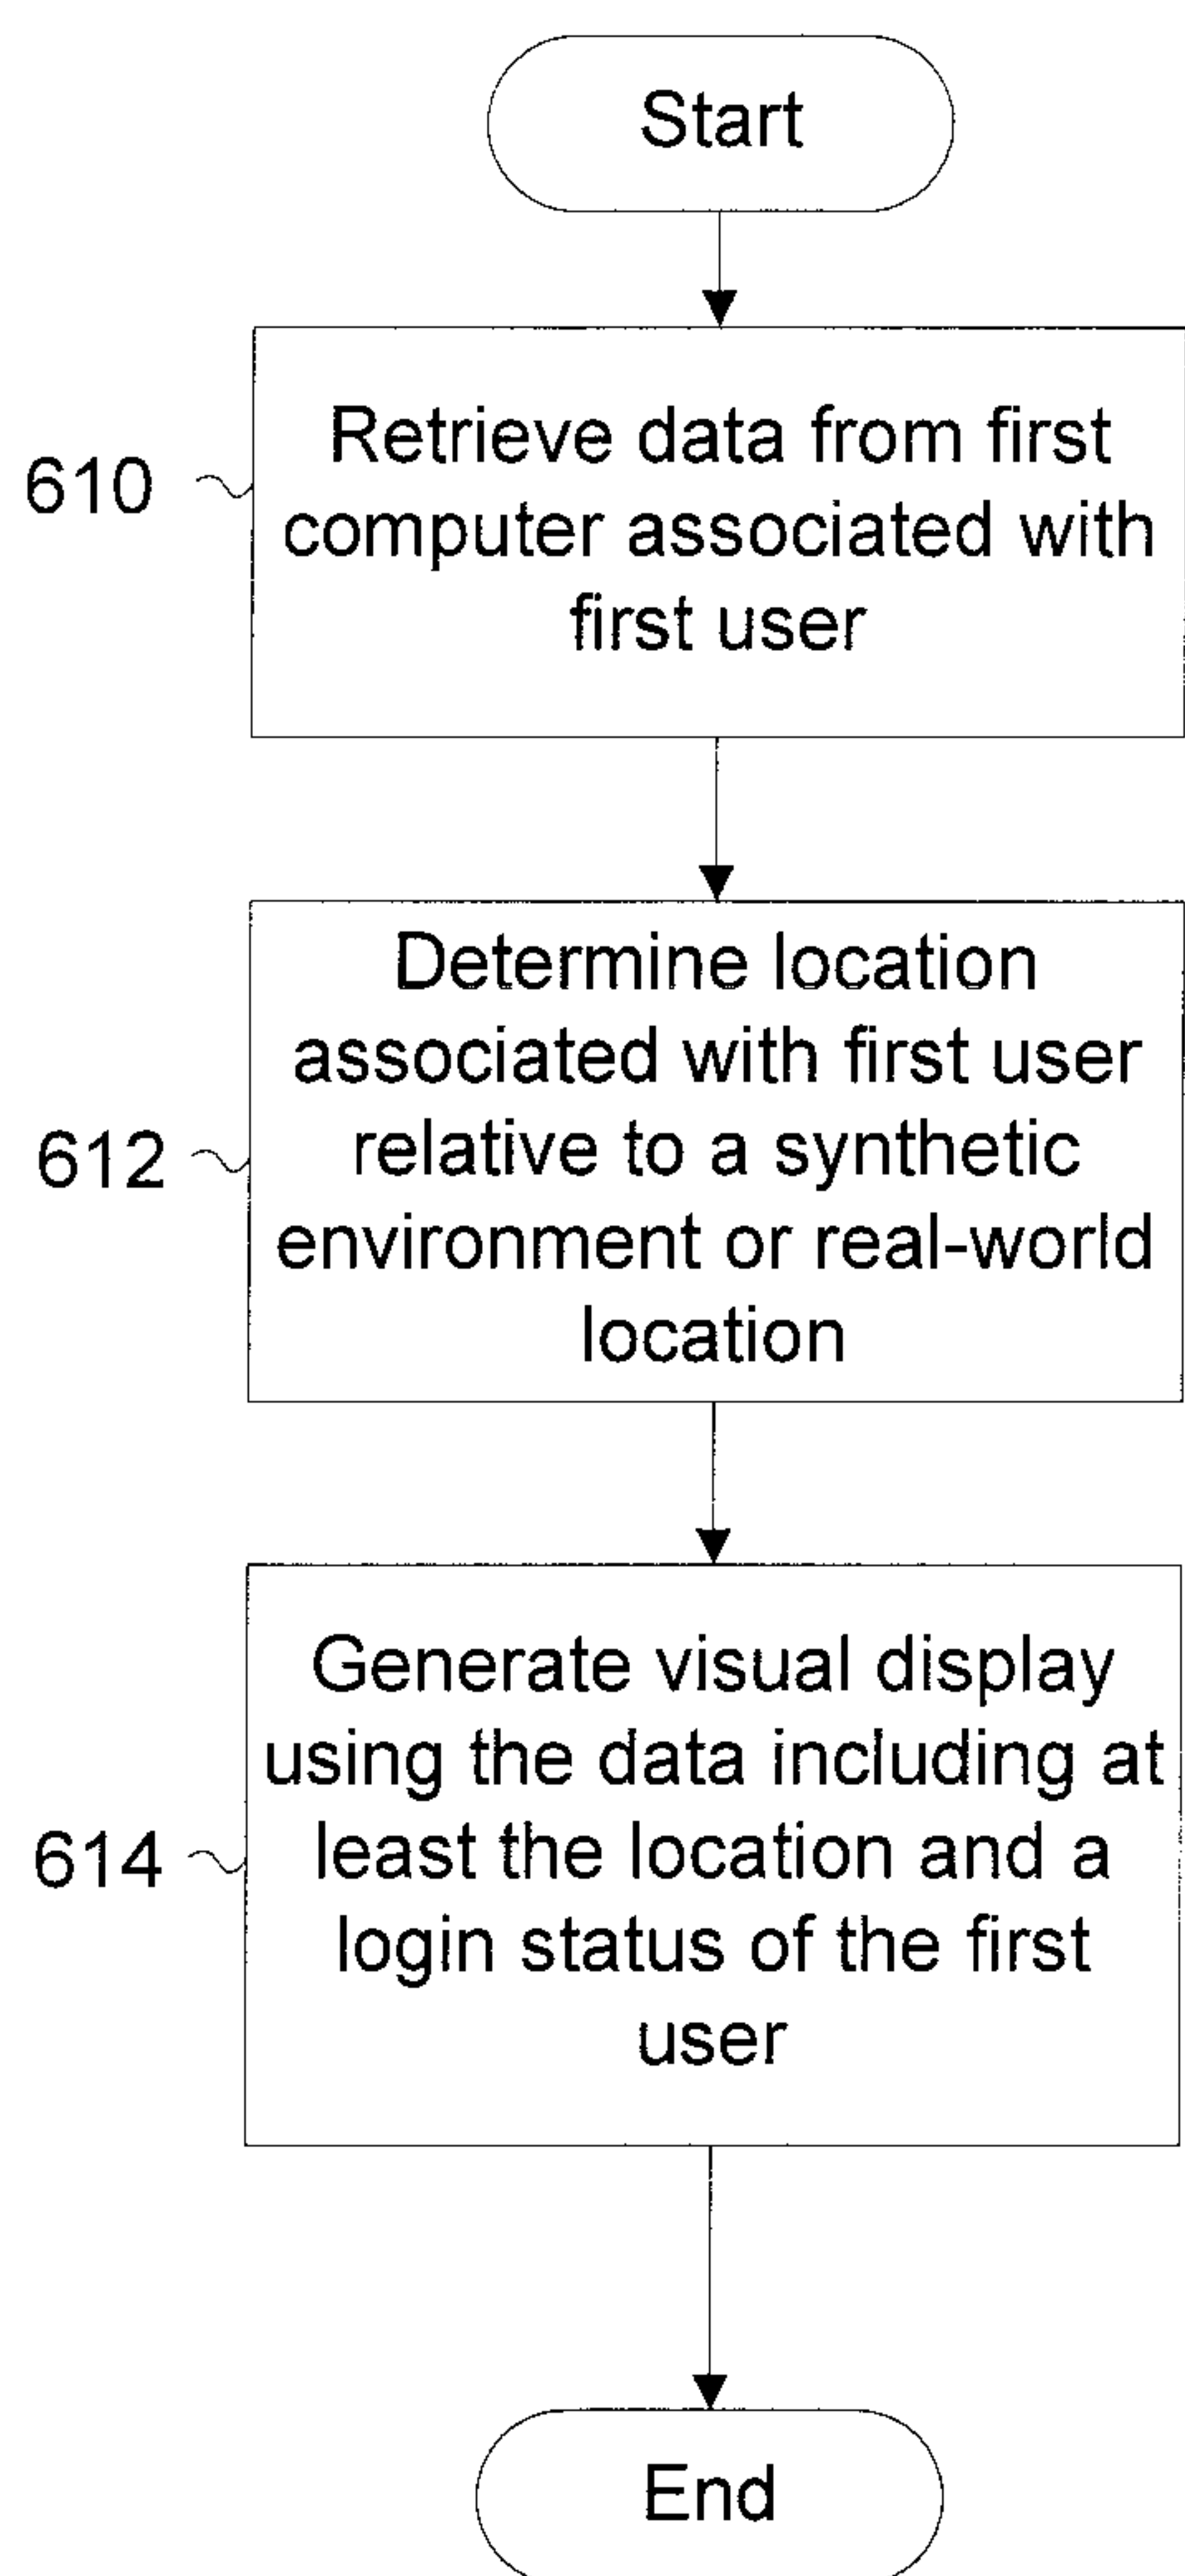 Start
610
Retrieve data from first
computer associated with
first user
612
Determine location
associated with first user
relative to a synthetic
environment or real-world
location
614
Generate visual display
using the data including at
least the location and a
login status of the first
user
End